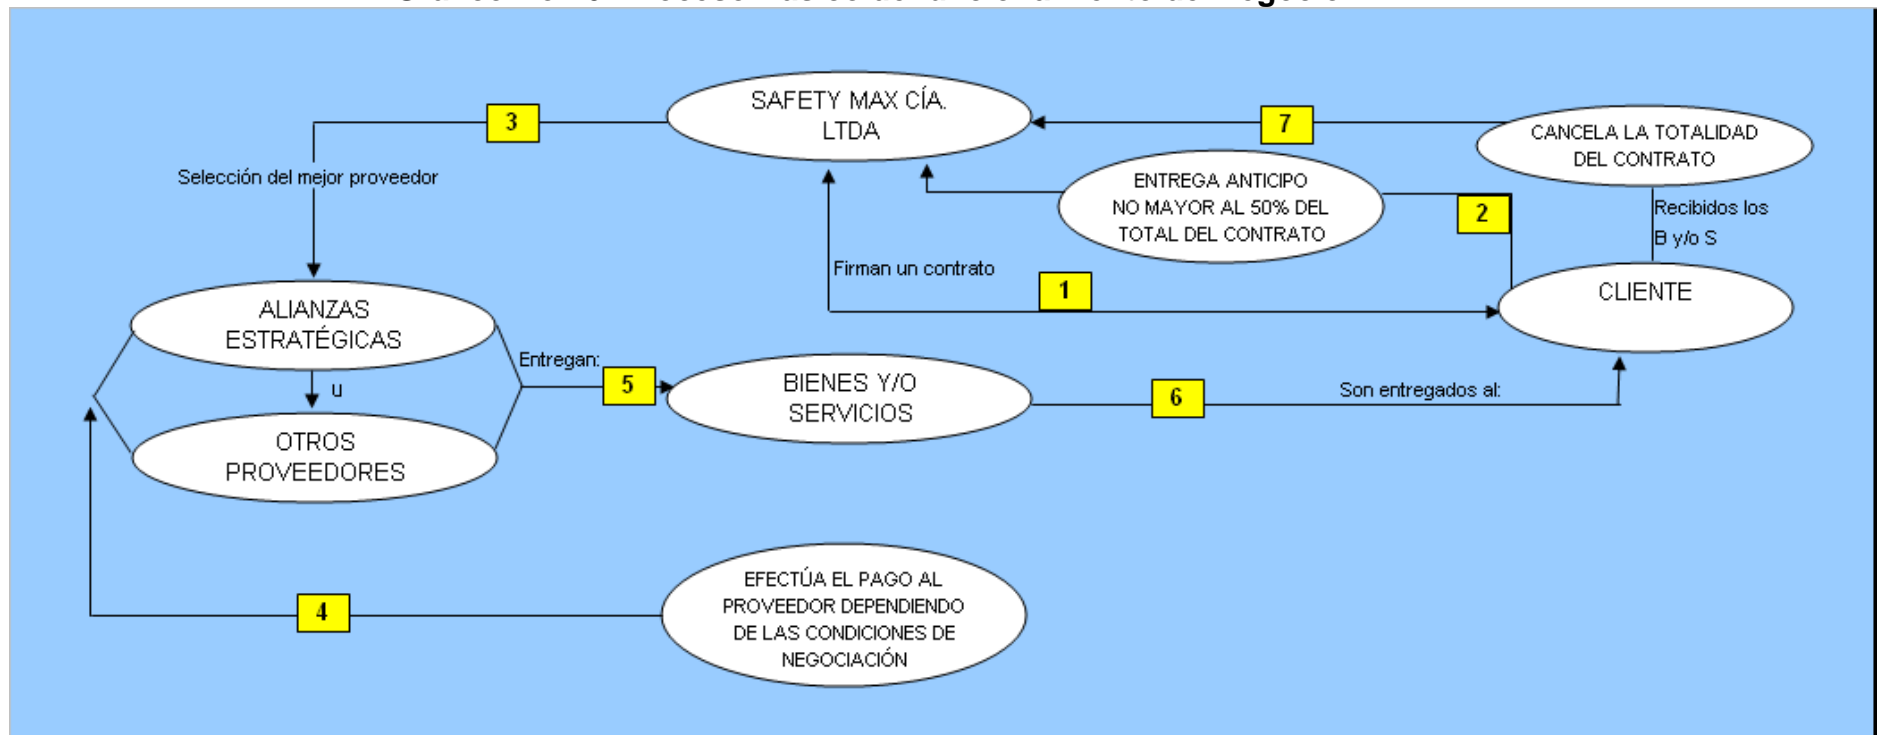 SAFETY MAX CÍA.
LTDA
3
7
CANCELA LA TOTALIDAD
DEL CONTRATO
ENTREGA ANTICIPO
NO MAYOR AL 50% DEL
TOTAL DEL CONTRATO
2
Selección del mejor proveedor
Recibidos los
B y/o S
Firman un contrato
1
CLIENTE
ALIANZAS
ESTRATÉGICAS
u
Entregan:
5
BIENES Y/O
SERVICIOS
6
Son entregados al:
OTROS
PROVEEDORES
4
EFECTÚA EL PAGO AL
PROVEEDOR DEPENDIENDO
DE LAS CONDICIONES DE
NEGOCIACIÓN